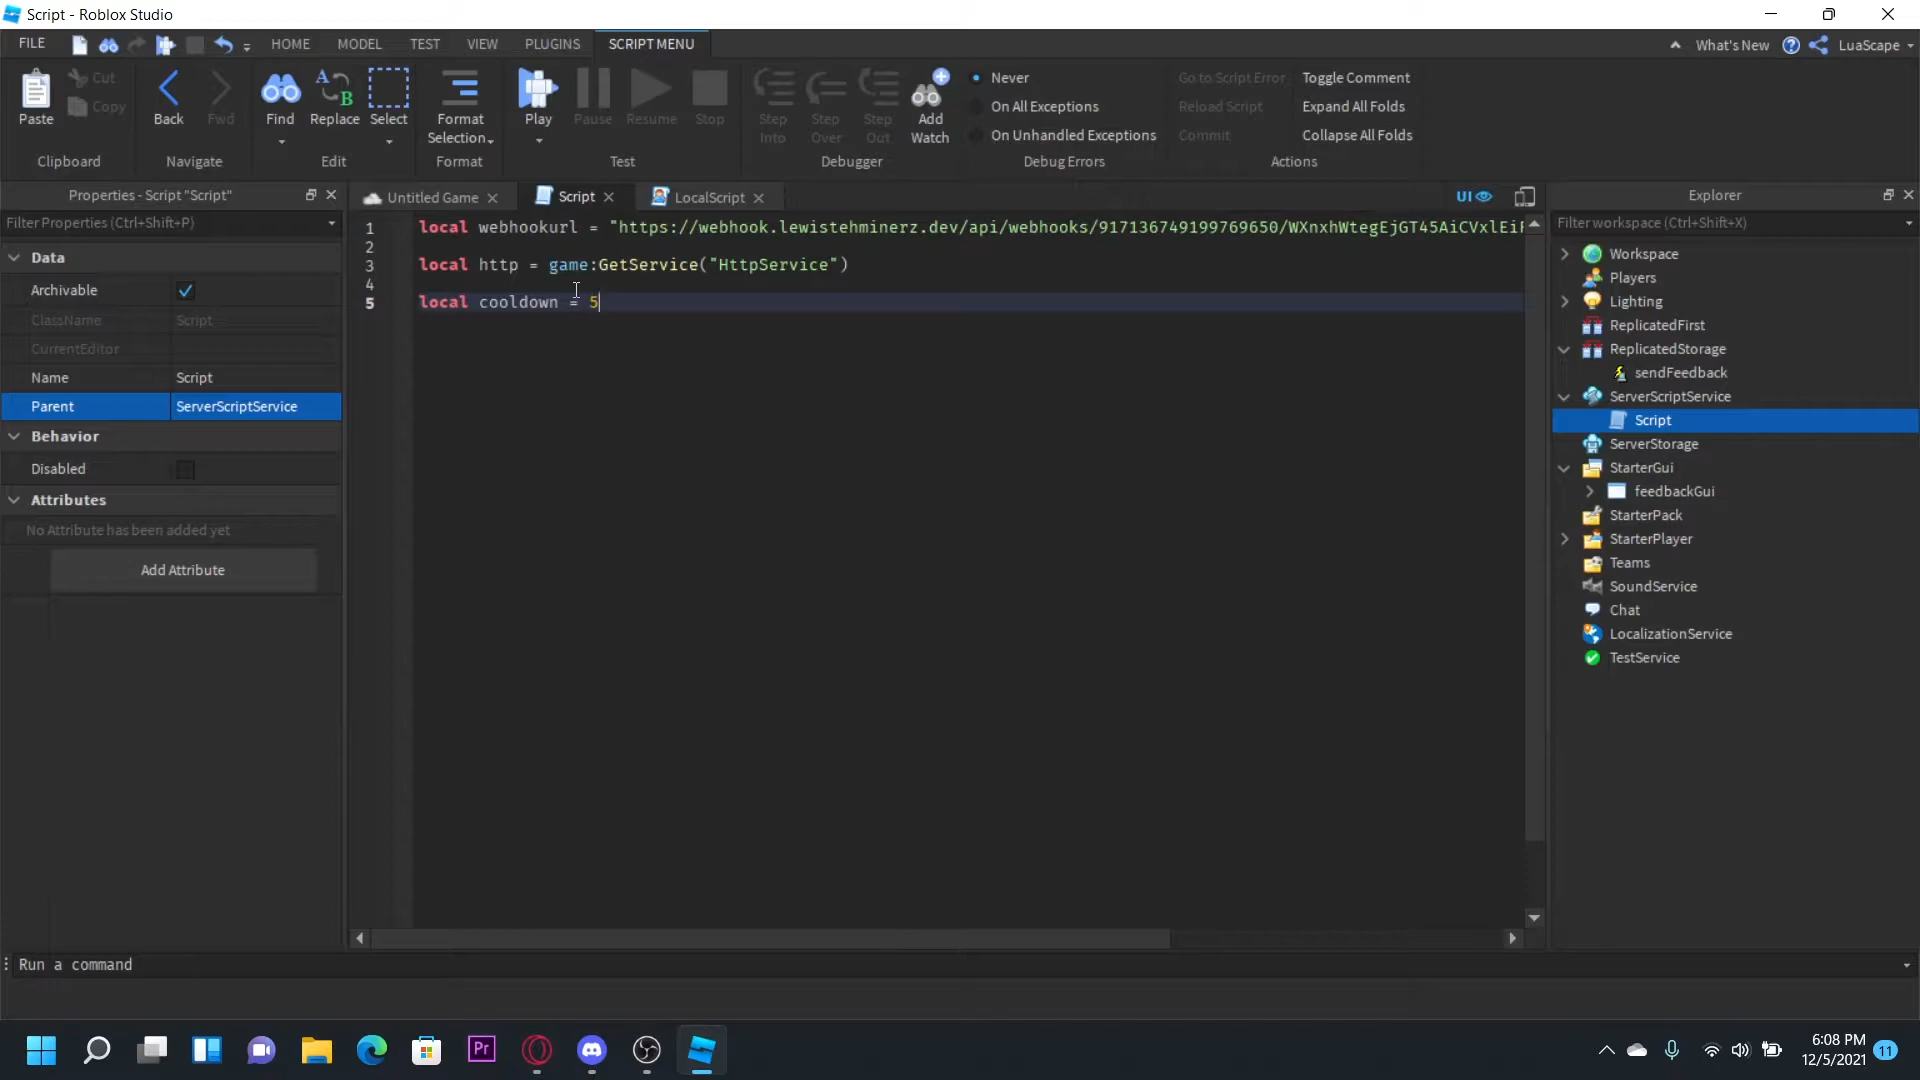 Script - Roblox Studio
FILE HOME MODEL TEST VIEW PLUGINS SCRIPT MENU What's New LuaScape
Paste Cut Copy Back Fwd Find Replace Select Format Selection Play Pause Resume Stop Step Into Step Over Step Out Add Watch
Never Go to Script Error Toggle Comment
On All Exceptions Reload Script Expand All Folds
On Unhandled Exceptions Commit Collapse All Folds
Clipboard Navigate Edit Format Test Debugger Debug Errors Actions
Properties - Script "Script"
Filter Properties (Ctrl+Shift+P)
Data
Archivable
ClassName Script
CurrentEditor
Name Script
Parent ServerScriptService
Behavior
Disabled
Attributes
No Attribute has been added yet
Add Attribute
Untitled Game Script LocalScript UI
1 local webhookurl = "https://webhook.lewistehminerz.dev/api/webhooks/917136749199769650/WXnxhWtegEjGT45AiCVxlEiF
2
3 local http = game:GetService("HttpService")
4
5 local cooldown = 5
Explorer
Filter workspace (Ctrl+Shift+X)
Workspace
Players
Lighting
ReplicatedFirst
ReplicatedStorage
sendFeedback
ServerScriptService
Script
ServerStorage
StarterGui
feedbackGui
StarterPack
StarterPlayer
Teams
SoundService
Chat
LocalizationService
TestService
Run a command
Pr
6:08 PM
12/5/2021 11